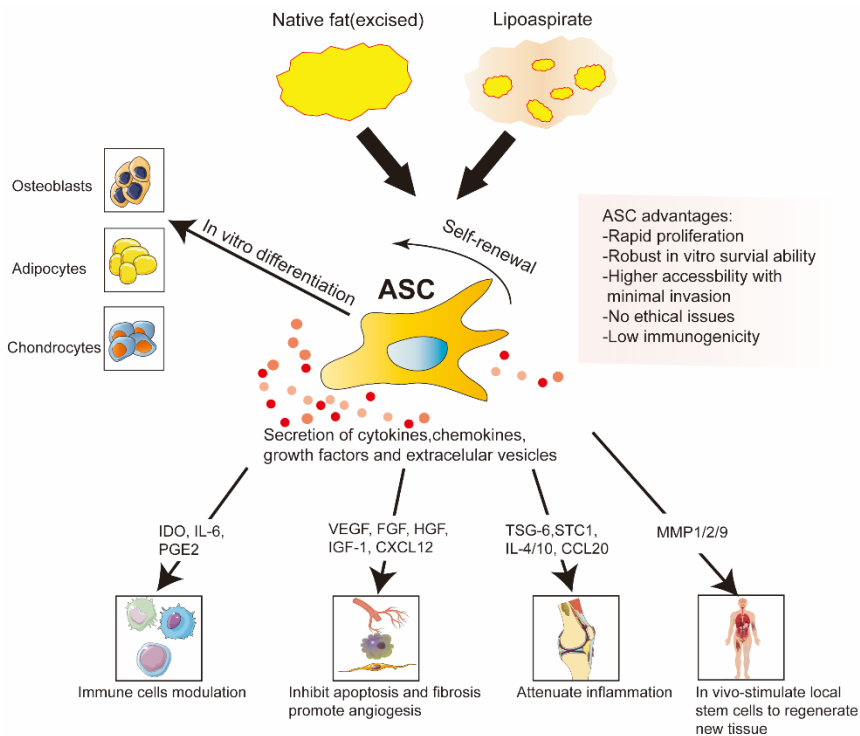 Native fat(excised)
Lipoaspirate
Osteoblasts
Adipocytes
Chondrocytes
In vitro differentiation
Self-renewal
ASC
ASC advantages:
-Rapid proliferation
-Robust in vitro survial ability
-Higher accessbility with
minimal invasion
-No ethical issues
-Low immunogenicity
Secretion of cytokines,chemokines,
growth factors and extracelular vesicles
IDO, IL-6,
PGE2
VEGF, FGF, HGF,
IGF-1, CXCL12
TSG-6,STC1,
IL-4/10, CCL20
MMP1/2/9
Immune cells modulation
Inhibit apoptosis and fibrosis
promote angiogesis
Attenuate inflammation
In vivo-stimulate local
stem cells to regenerate
new tissue